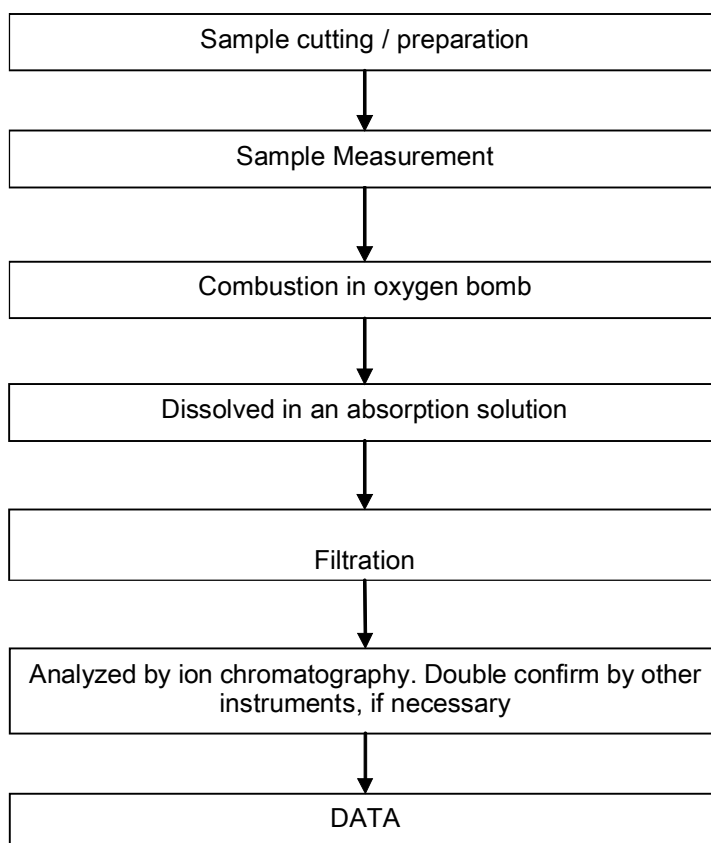 Sample cutting / preparation
Sample Measurement
Combustion in oxygen bomb
Dissolved in an absorption solution
Filtration
Analyzed by ion chromatography. Double confirm by other
instruments, if necessary
DATA